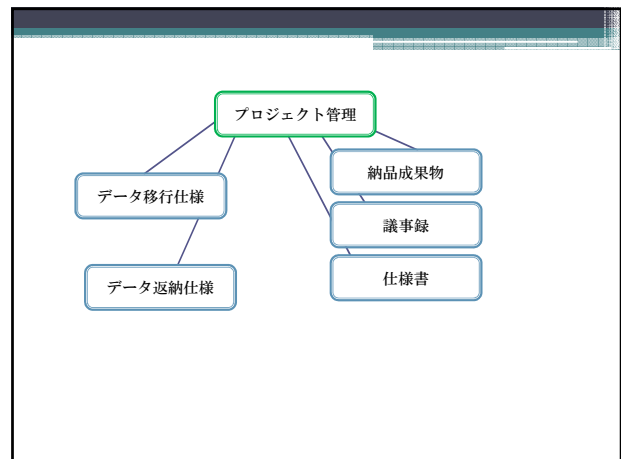 プロジェクト管理
納品成果物
データ移行仕様
議事録
仕様書
データ返納仕様